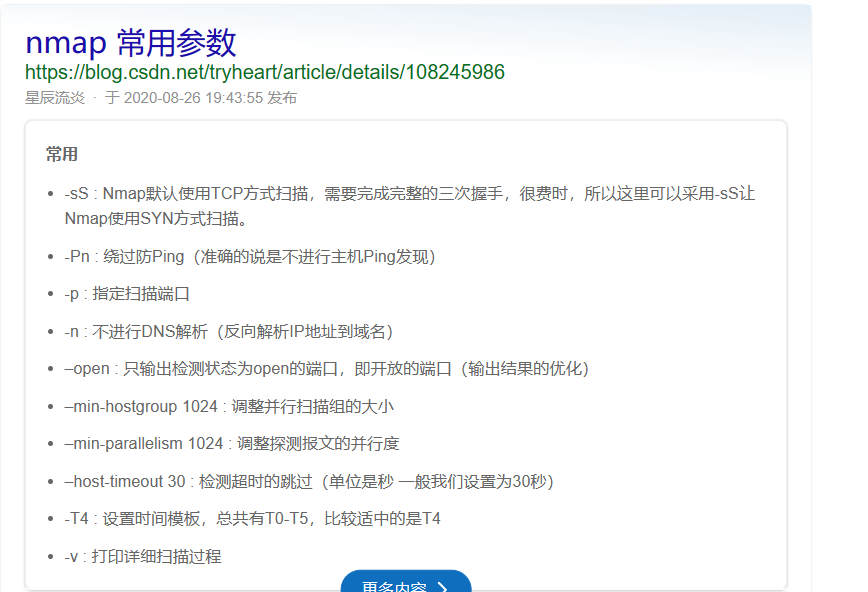 nmap 常用参数
https://blog.csdn.net/tryheart/article/details/108245986
星辰流炎 · 于 2020-08-26 19:43:55 发布
常用
-sS : Nmap默认使用TCP方式扫描，需要完成完整的三次握手，很费时，所以这里可以采用-sS让
Nmap使用SYN方式扫描。
-Pn : 绕过防Ping（准确的说是不进行主机Ping发现）
-p : 指定扫描端口
-n : 不进行DNS解析（反向解析IP地址到域名）
–open : 只输出检测状态为open的端口，即开放的端口（输出结果的优化）
–min-hostgroup 1024 : 调整并行扫描组的大小
–min-parallelism 1024 : 调整探测报文的并行度
–host-timeout 30 : 检测超时的跳过（单位是秒 一般我们设置为30秒）
-T4 : 设置时间模板，总共有T0-T5，比较适中的是T4
-v : 打印详细扫描过程
更多内容